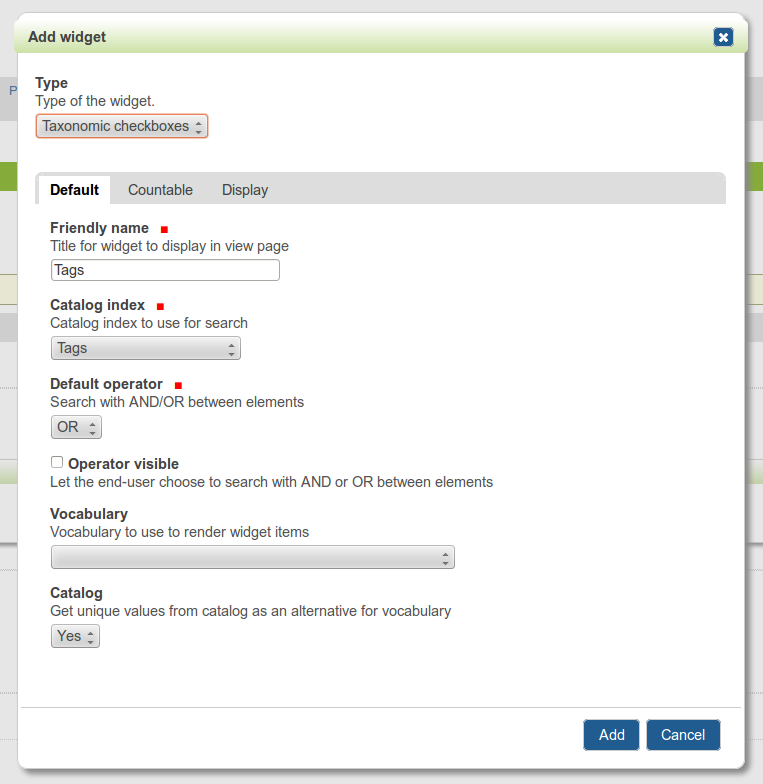 Add widget
P
Type
Type of the widget.
Taxonomic checkboxes
Default Countable Display
Friendly name
Title for widget to display in view page
Tags
Catalog index
Catalog index to use for search
Tags
Default operator
Search with AND/OR between elements
OR
Operator visible
Let the end-user choose to search with AND or OR between elements
Vocabulary
Vocabulary to use to render widget items
Catalog
Get unique values from catalog as an alternative for vocabulary
Yes
Add Cancel